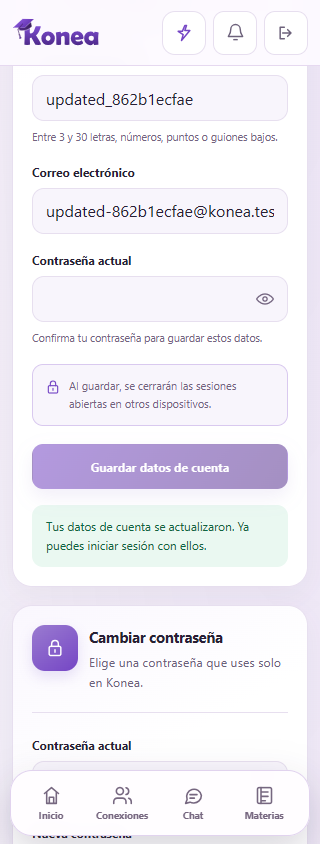 Konea
updated_862b1ecfae
Entre 3 y 30 letras, números, puntos o guiones bajos.
Correo electrónico
updated-862b1ecfae@konea.tes
Contraseña actual
Confirma tu contraseña para guardar estos datos.
Al guardar, se cerrarán las sesiones
abiertas en otros dispositivos.
Guardar datos de cuenta
Tus datos de cuenta se actualizaron. Ya
puedes iniciar sesión con ellos.
Cambiar contraseña
Elige una contraseña que uses solo
en Konea.
Contraseña actual
Inicio
Conexiones
Chat
Materias